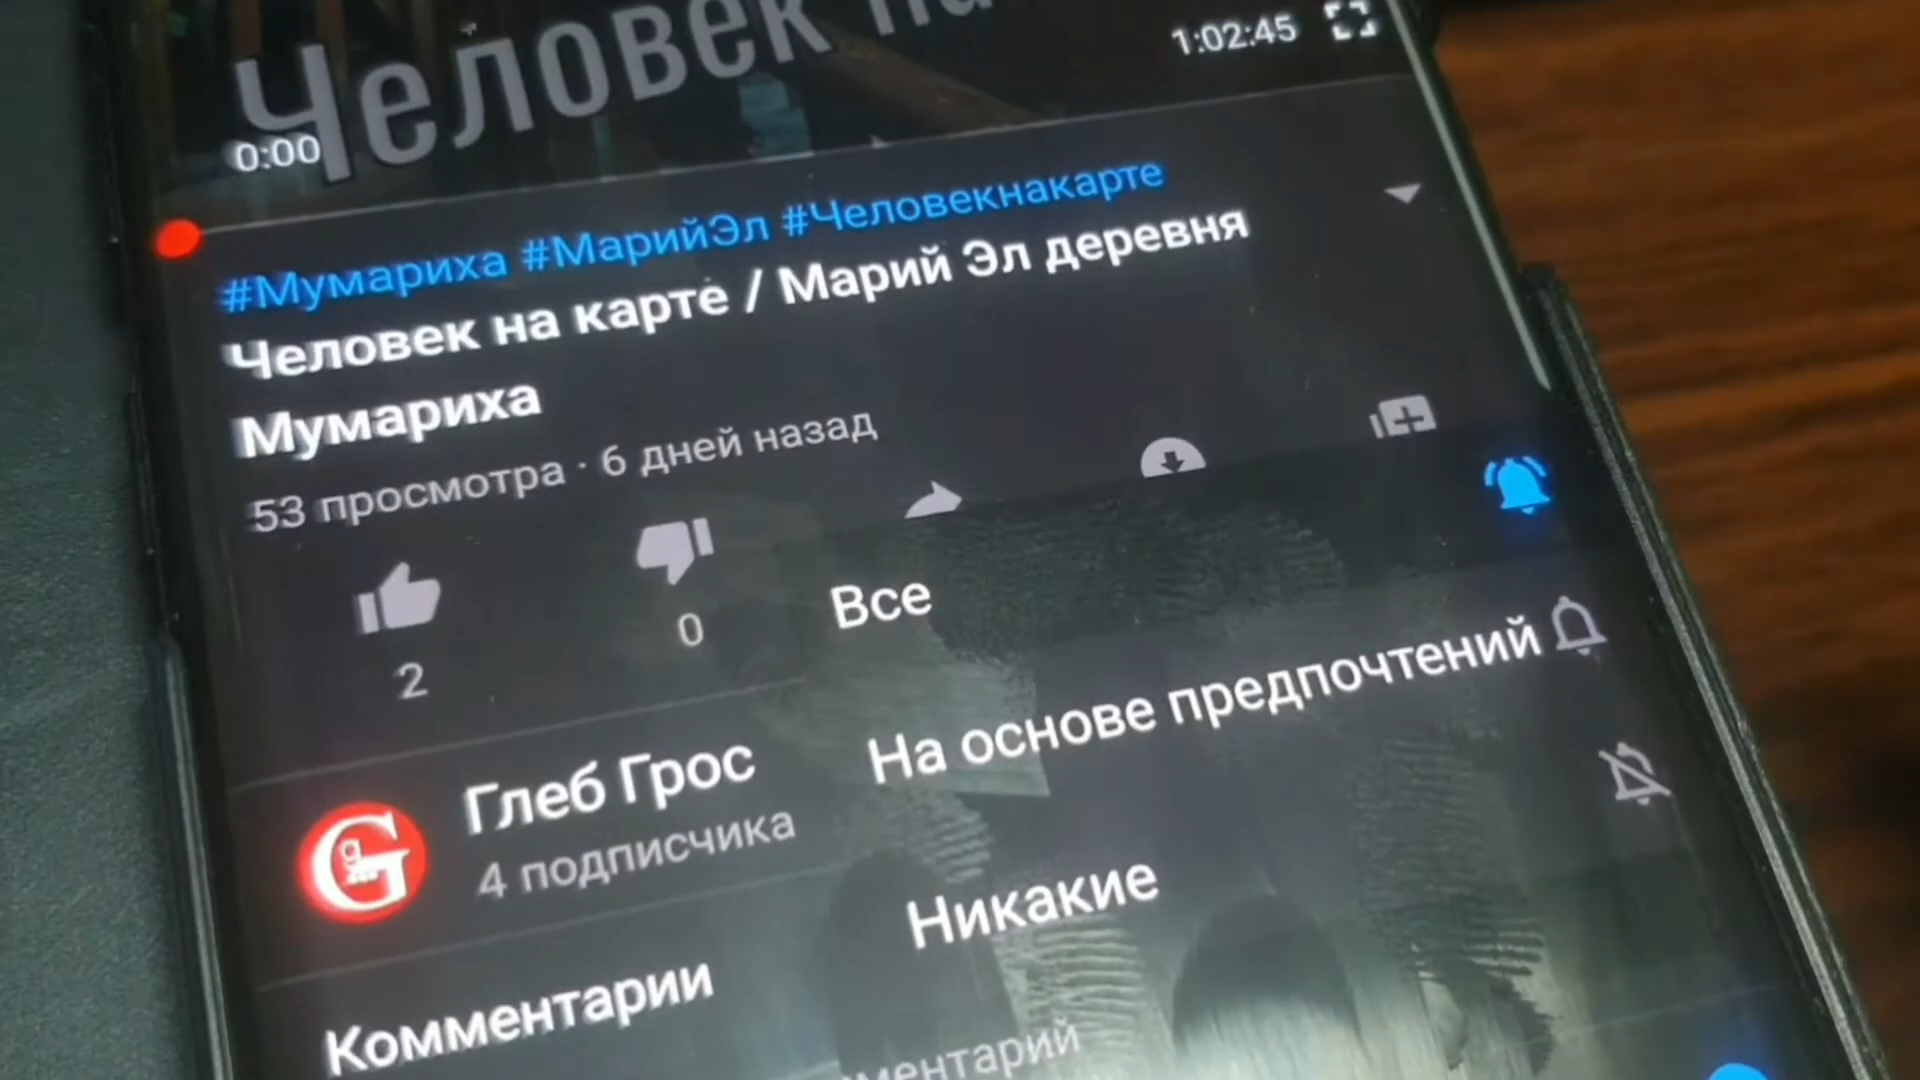 Человек на
0:00
1:02:45
#Мумариха #МарийЭл #Человекнакарте
Человек на карте / Марий Эл деревня
Мумариха
53 просмотра · 6 дней назад
2
0
Все
На основе предпочтений
Никакие
Глеб Грос
4 подписчика
Комментарии